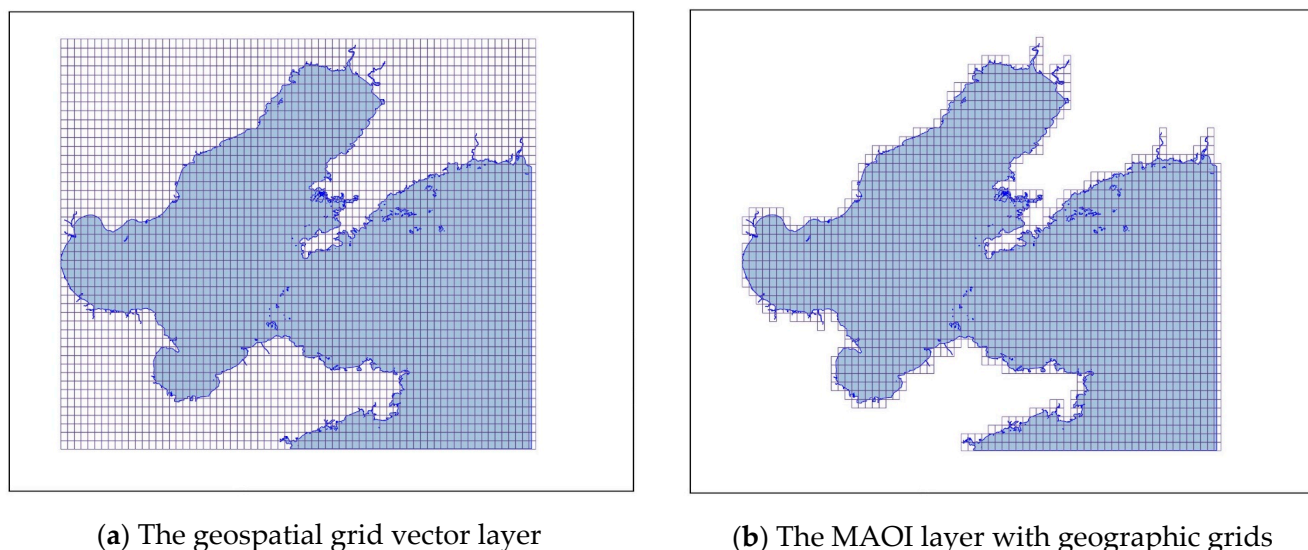 (a) The geospatial grid vector layer
(b) The MAOI layer with geographic grids